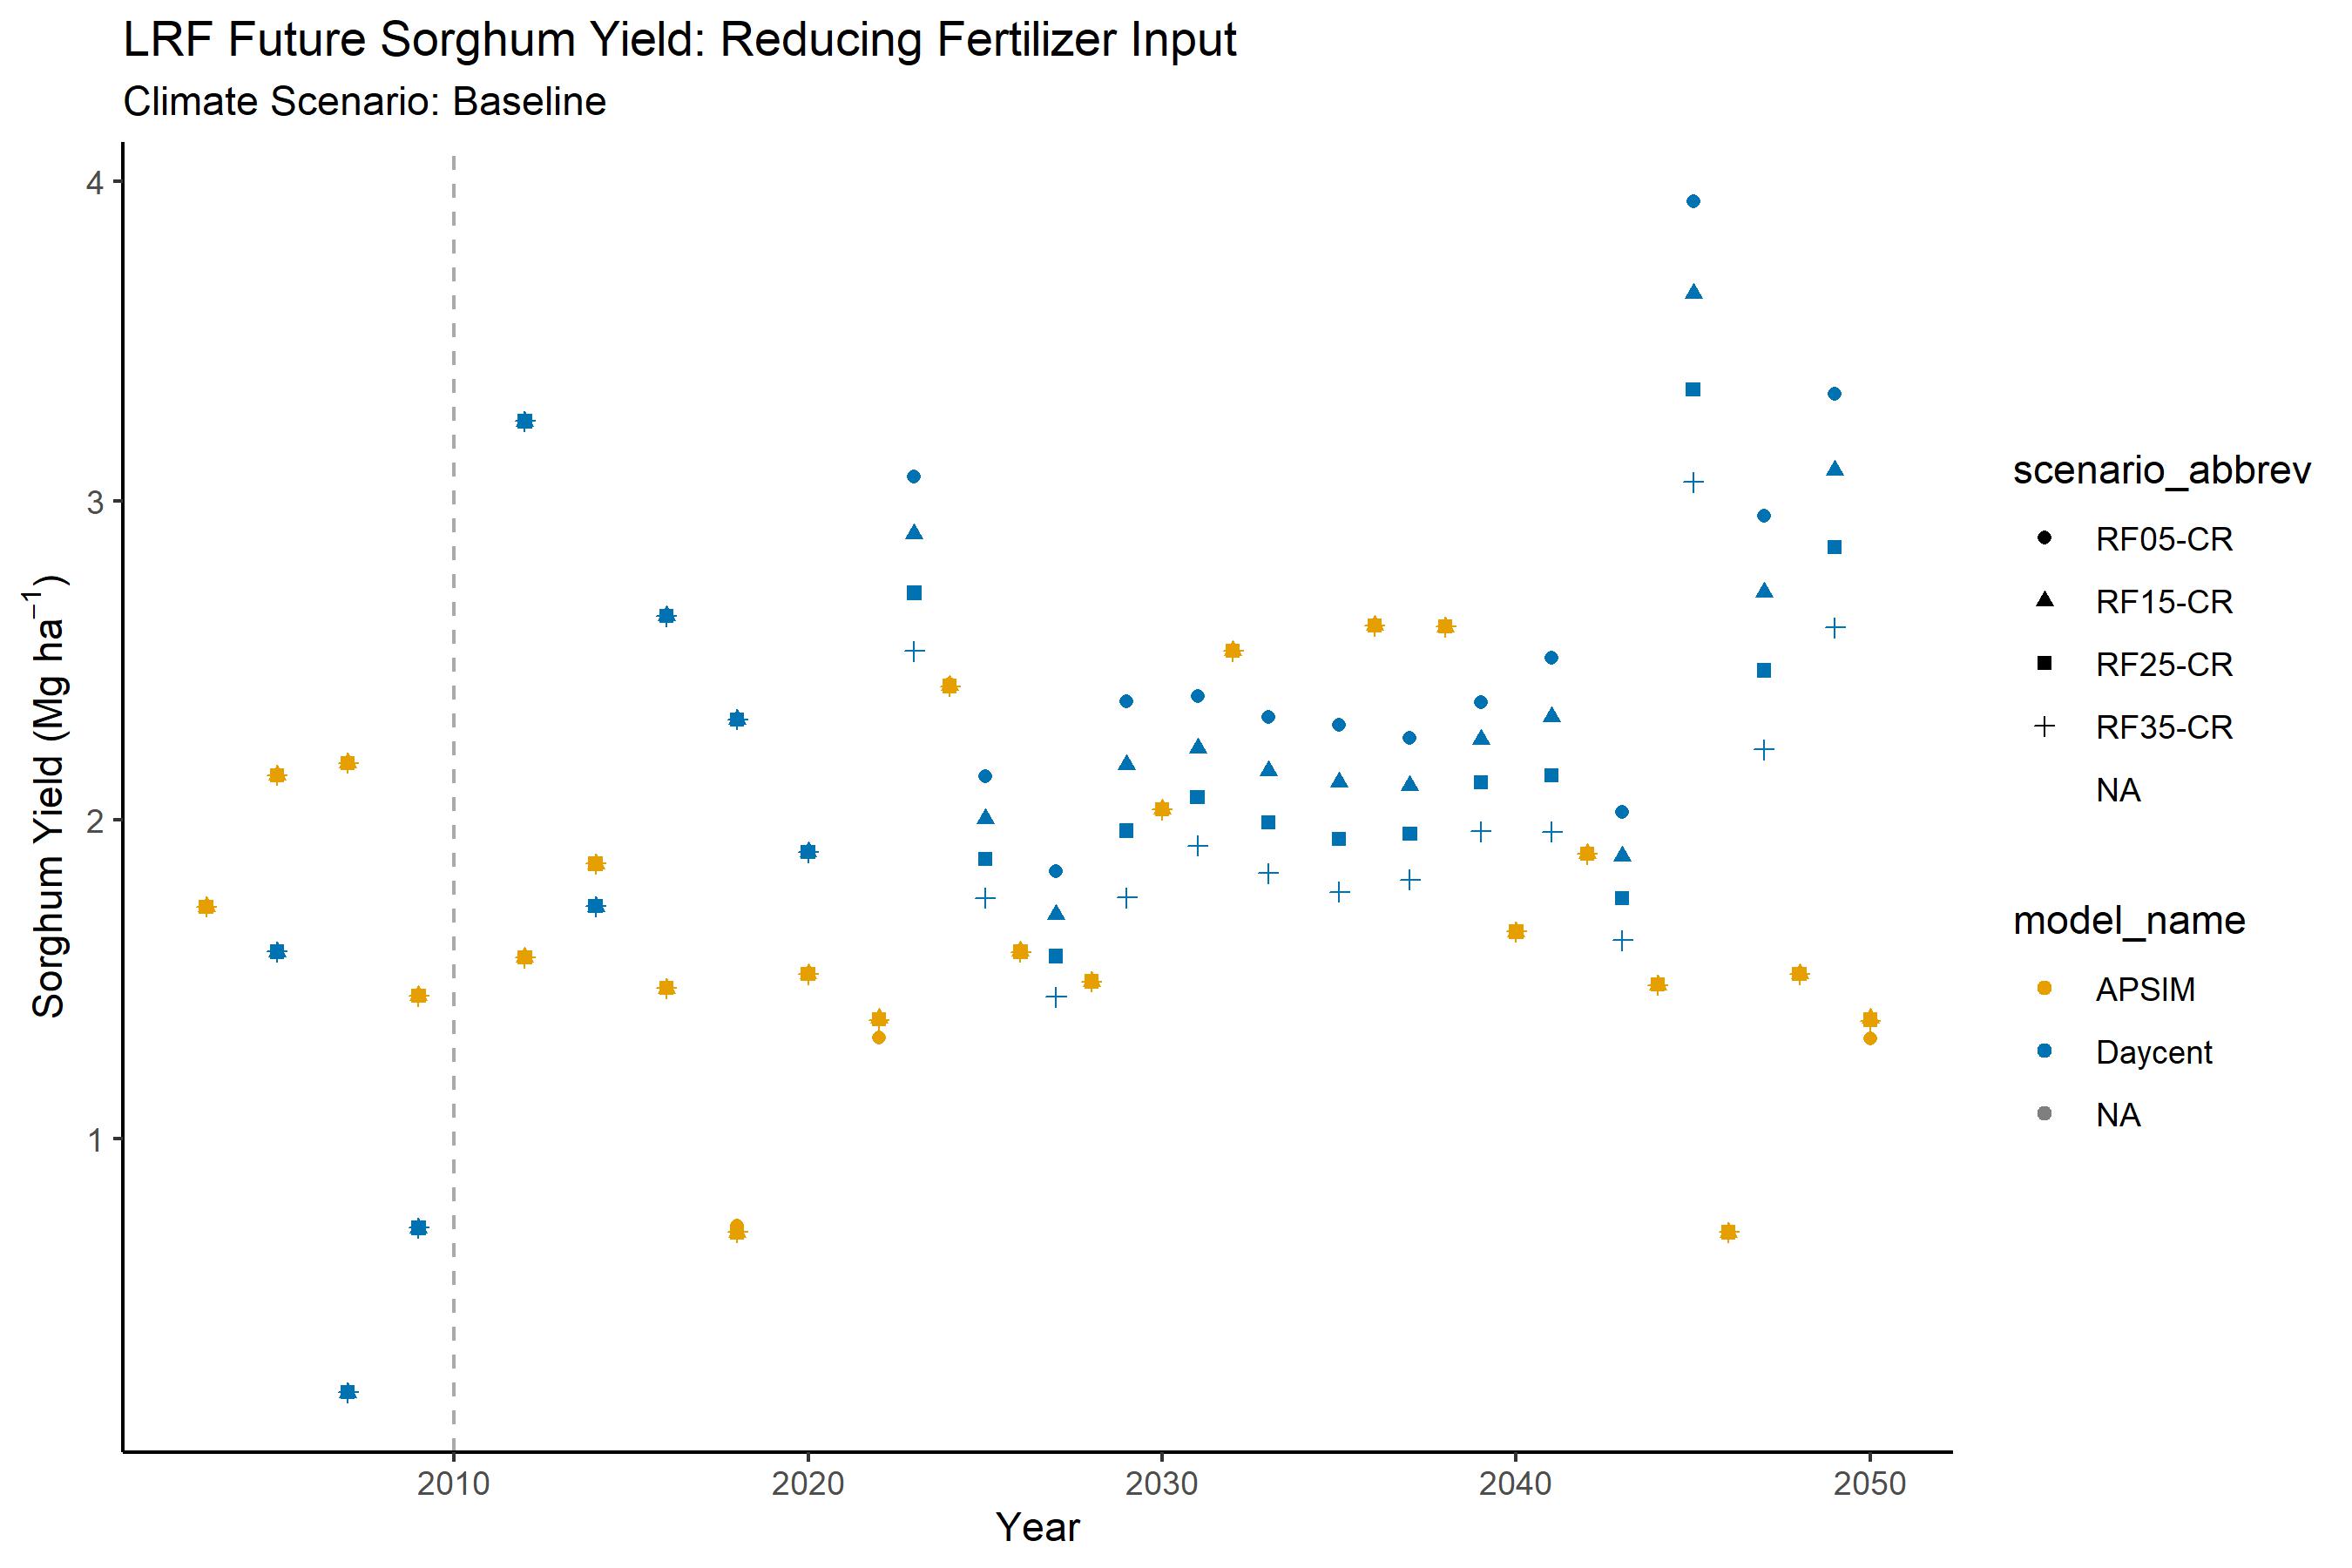 LRF Future Sorghum Yield: Reducing Fertilizer Input
Climate Scenario: Baseline
Sorghum Yield (Mg ha⁻¹)
4
3
2
1
2010 2020 2030 2040 2050
Year
scenario_abbrev
RF05-CR
RF15-CR
RF25-CR
RF35-CR
NA
model_name
APSIM
Daycent
NA